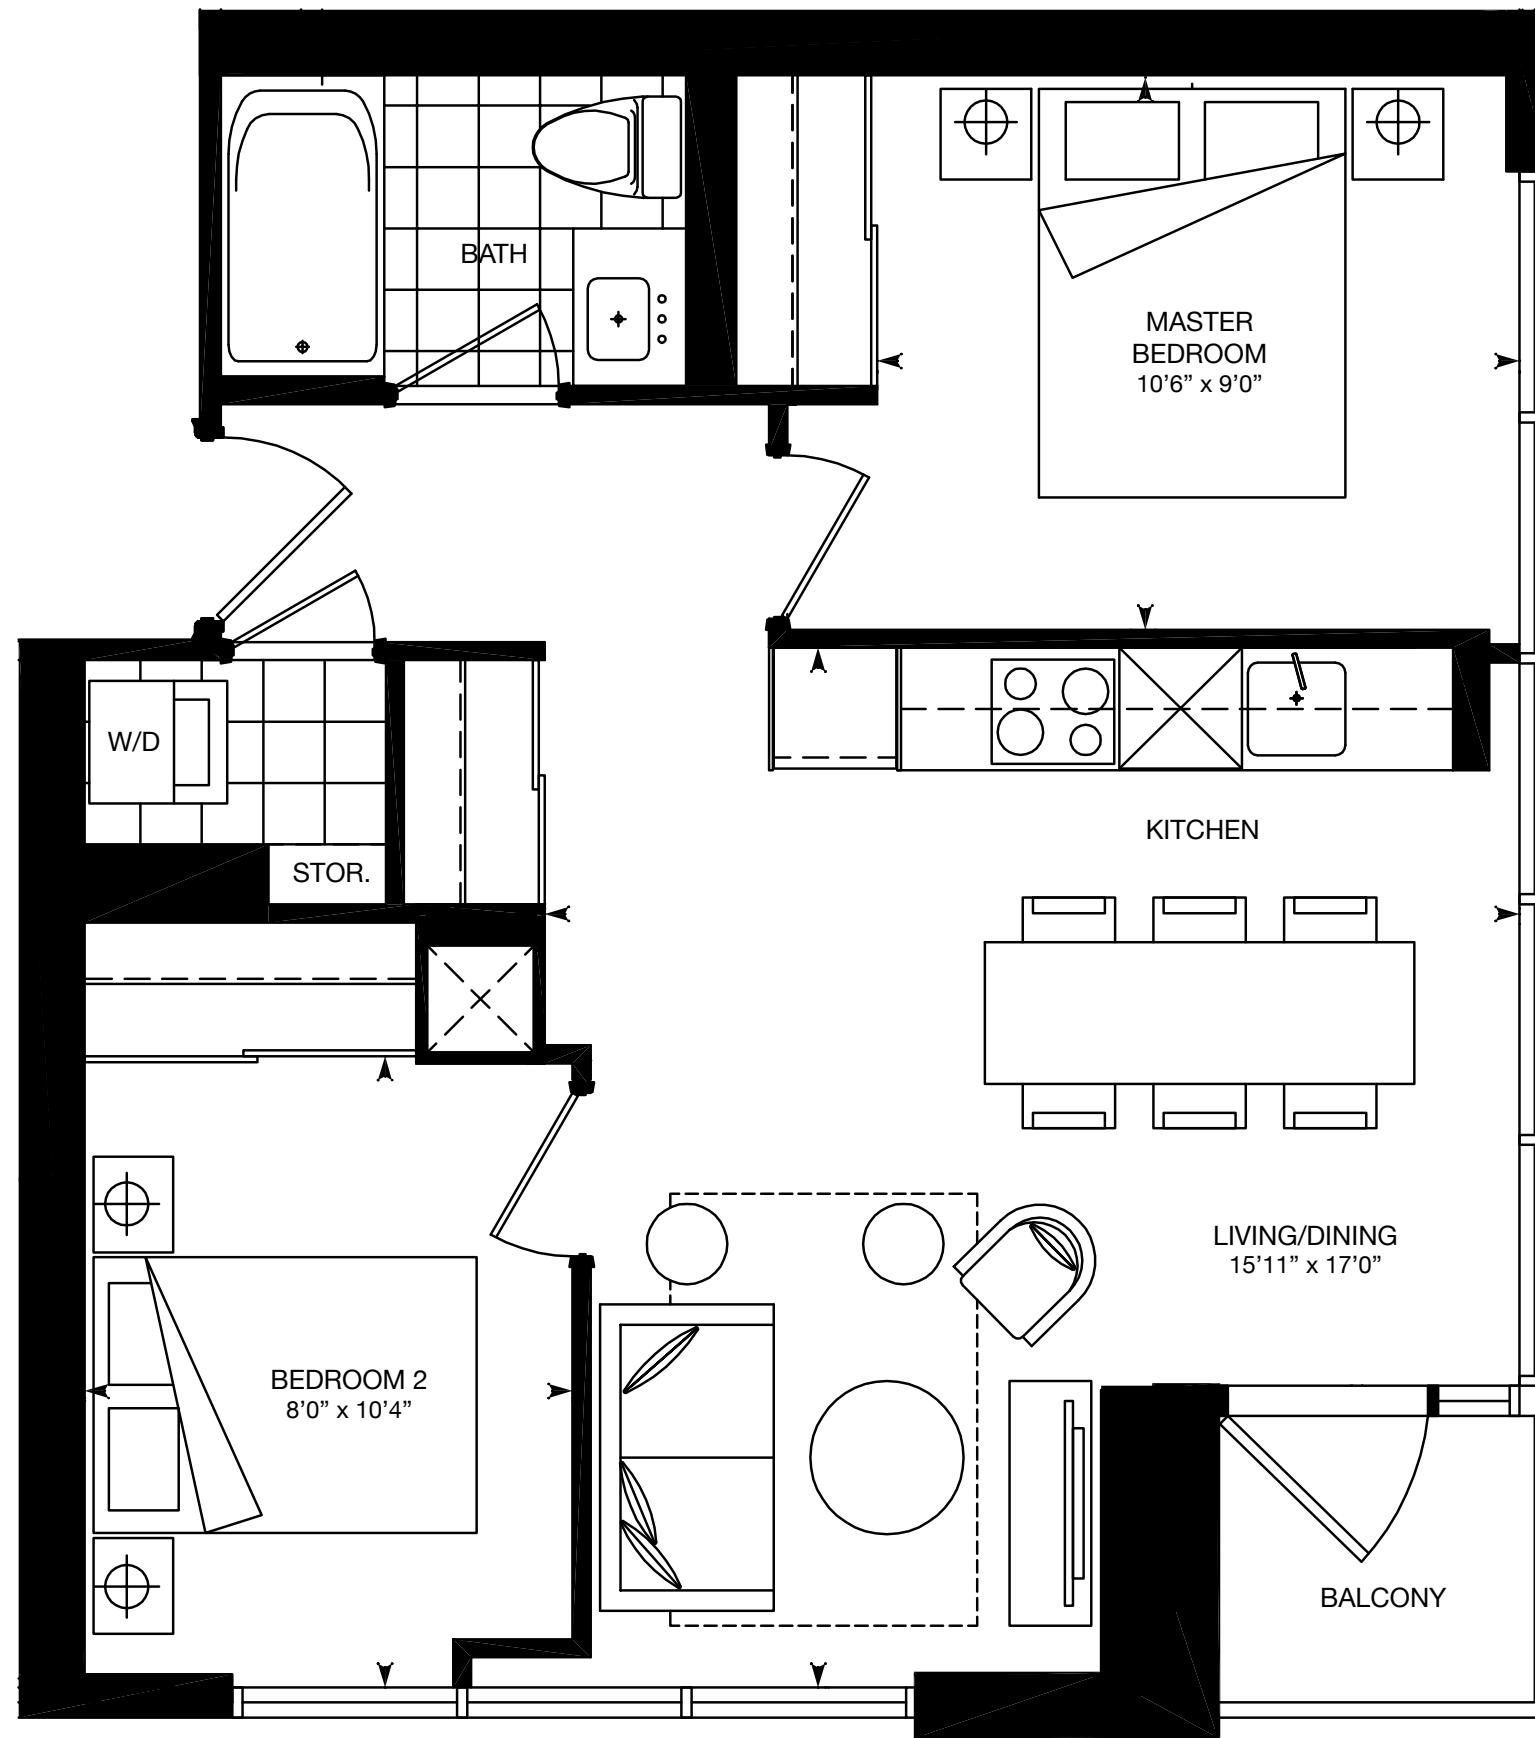 BATH
MASTER
BEDROOM
10’6” x 9’0”
W/D
STOR.
KITCHEN
LIVING/DINING
15’11” x 17’0”
BEDROOM 2
8’0” x 10’4”
BALCONY